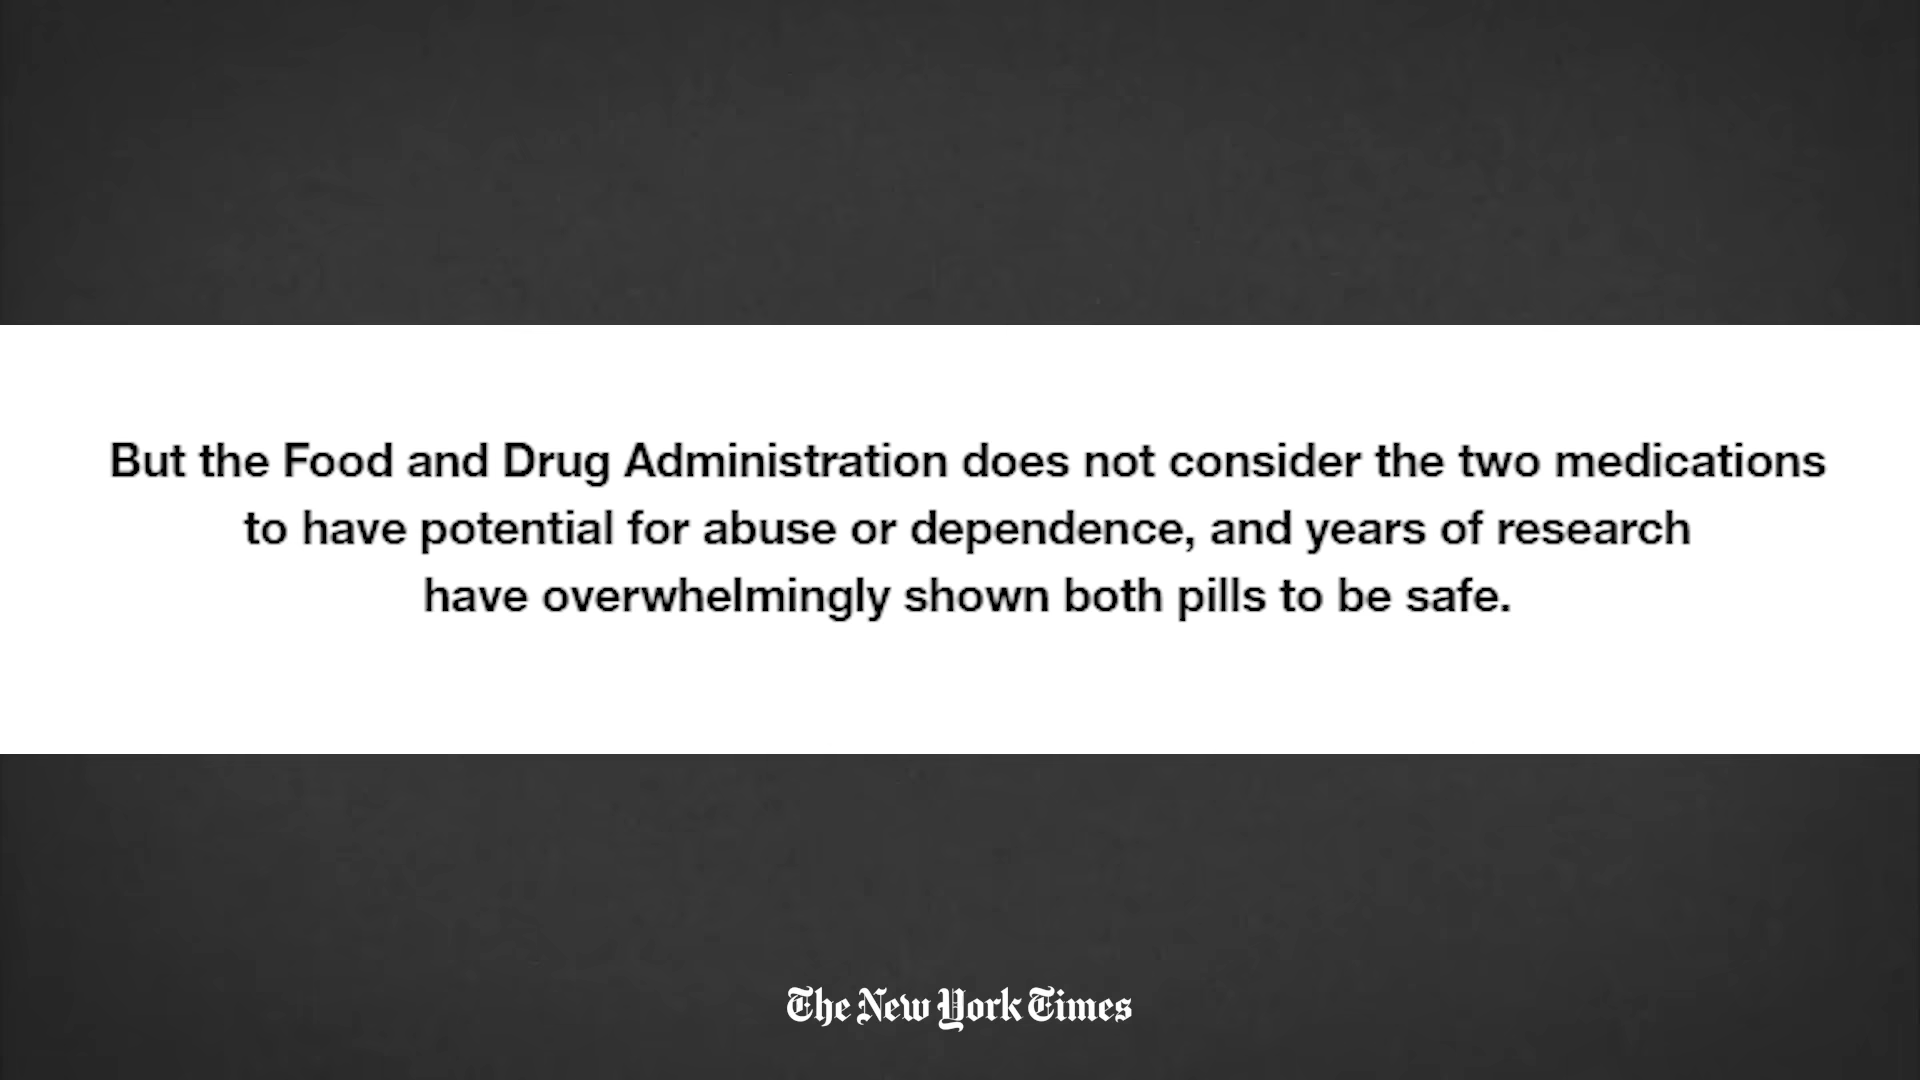 But the Food and Drug Administration does not consider the two medications
to have potential for abuse or dependence, and years of research
have overwhelmingly shown both pills to be safe.
The New York Times